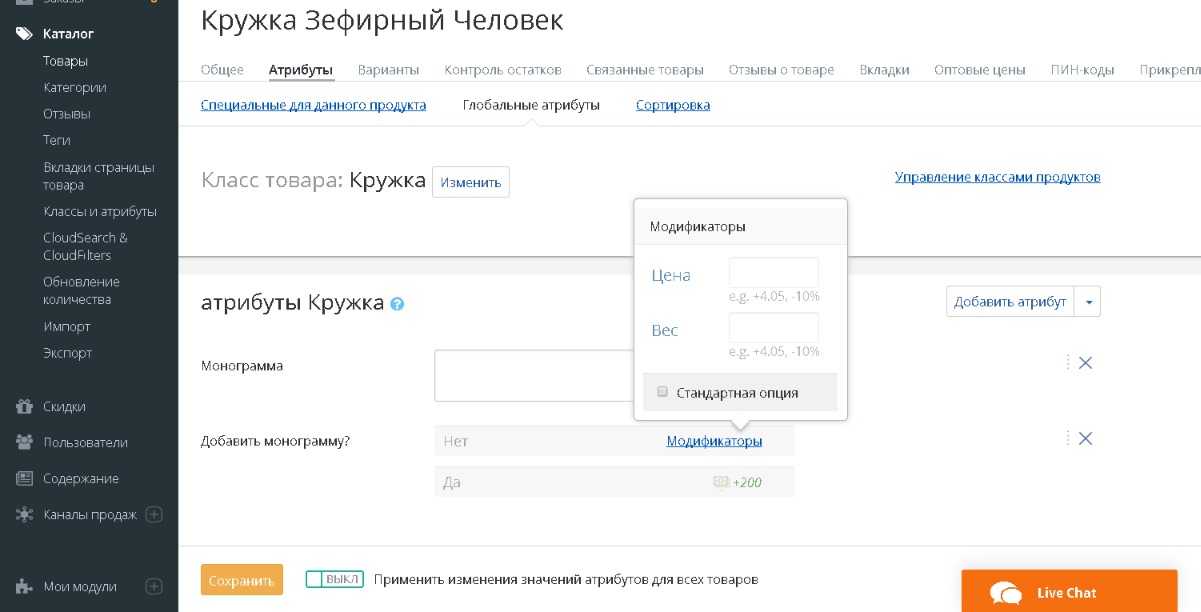 Заказы
Каталог
Товары
Категории
Отзывы
Теги
Вкладки страницы
товара
Классы и атрибуты
CloudSearch &
CloudFilters
Обновление
количества
Импорт
Экспорт
Скидки
Пользователи
Содержание
Каналы продаж
Мои модули
Кружка Зефирный Человек
Общее Атрибуты Варианты Контроль остатков Связанные товары Отзывы о товаре Вкладки Оптовые цены ПИН-коды Прикрепл
Специальные для данного продукта Глобальные атрибуты Сортировка
Класс товара: Кружка Изменить Управление классами продуктов
Модификаторы
Цена
e.g. +4.05, -10%
Вес
e.g. +4.05, -10%
Стандартная опция
атрибуты Кружка ? Добавить атрибут
Монограмма
Добавить монограмму? Нет Модификаторы
Да +200
Сохранить ВЫКЛ Применить изменения значений атрибутов для всех товаров
Live Chat